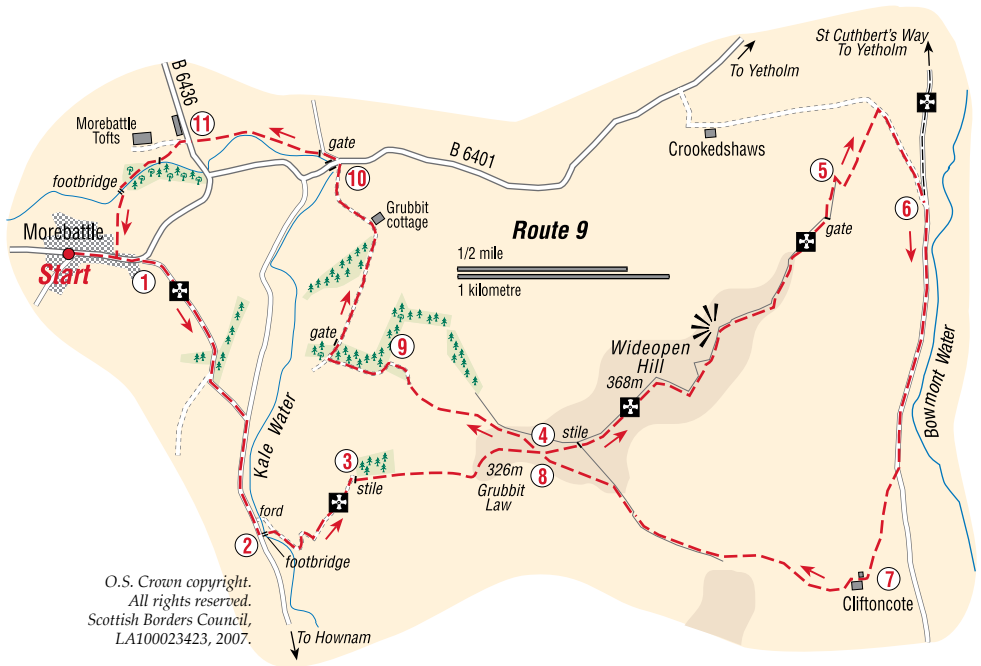 St Cuthbert's Way
To Yetholm
To Yetholm
B 6436
Morebattle
Tofts
11
gate
B 6401
Crookedshaws
footbridge
10
5
6
Grubbit
cottage
Route 9
gate
Morebattle
Start
1
1/2 mile
1 kilometre
gate
9
Wideopen
Hill
368m
Bowmont Water
Kale Water
4
stile
3
stile
326m
Grubbit
Law
8
ford
2
footbridge
7
Cliftoncote
O.S. Crown copyright.
All rights reserved.
Scottish Borders Council,
LA100023423, 2007.
To Hownam